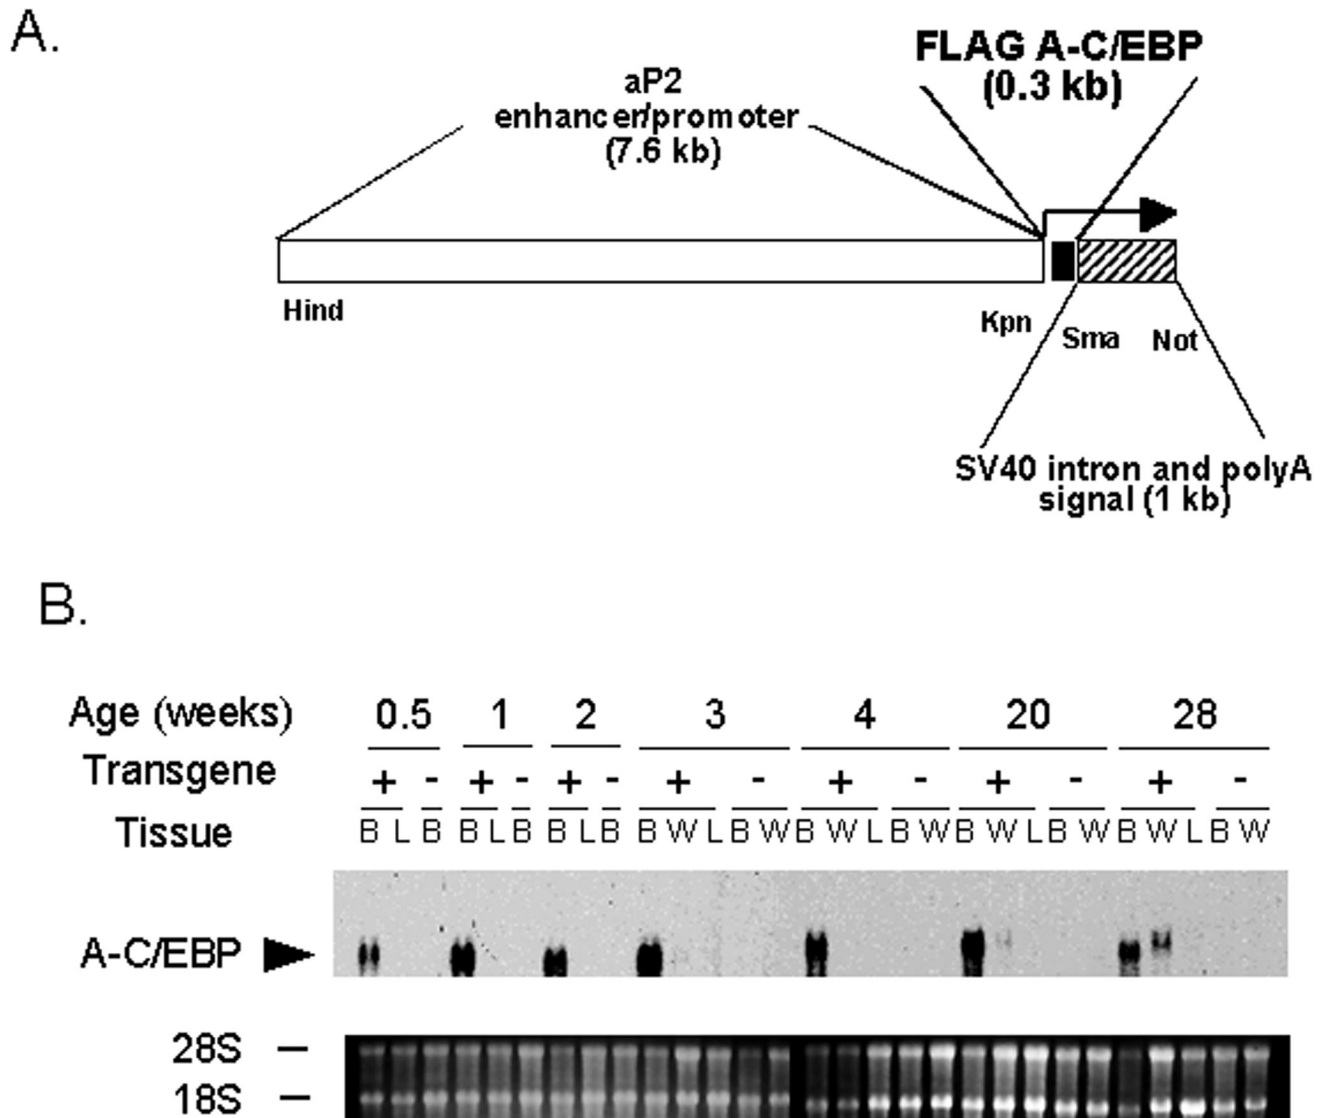 A.
FLAG A-C/EBP
(0.3 kb)
aP2
enhancer/promoter
(7.6 kb)
Hind
Kpn
Sma
Not
SV40 intron and polyA
signal (1 kb)
B.
Age (weeks) 0.5 1 2 3 4 20 28
Transgene + - + - + - + - + - + - + -
Tissue B L B B L B B L B B W L B W B W L B W B W L B W B W L B W
A-C/EBP
28S –
18S –